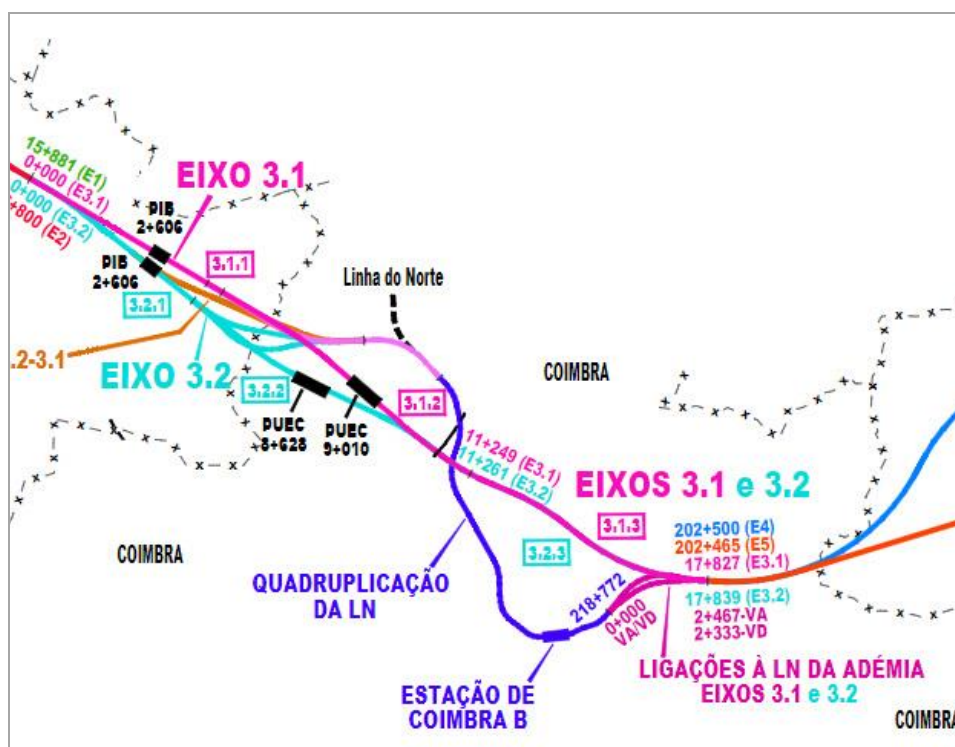 15+881 (E1)
0+000 (E3.1)
0+000 (E3.2)
+800 (E2)
EIXO 3.1
PIB
2+606
PIB
2+606
3.1.1
3.2.1
Linha do Norte
.2-3.1
EIXO 3.2
3.2.2
PUEC
8+628
PUEC
9+010
3.1.2
COIMBRA
11+249 (E3.1)
11+261 (E3.2)
EIXOS 3.1 e 3.2
3.1.3
3.2.3
COIMBRA
202+500 (E4)
202+465 (E5)
17+827 (E3.1)
17+839 (E3.2)
2+467-VA
2+333-VD
QUADRUPLICAÇÃO
DA LN
218+772
0+000
VA/VD
LIGAÇÕES À LN DA ADÉMIA
EIXOS 3.1 e 3.2
ESTAÇÃO DE
COIMBRA B
COIMBRA